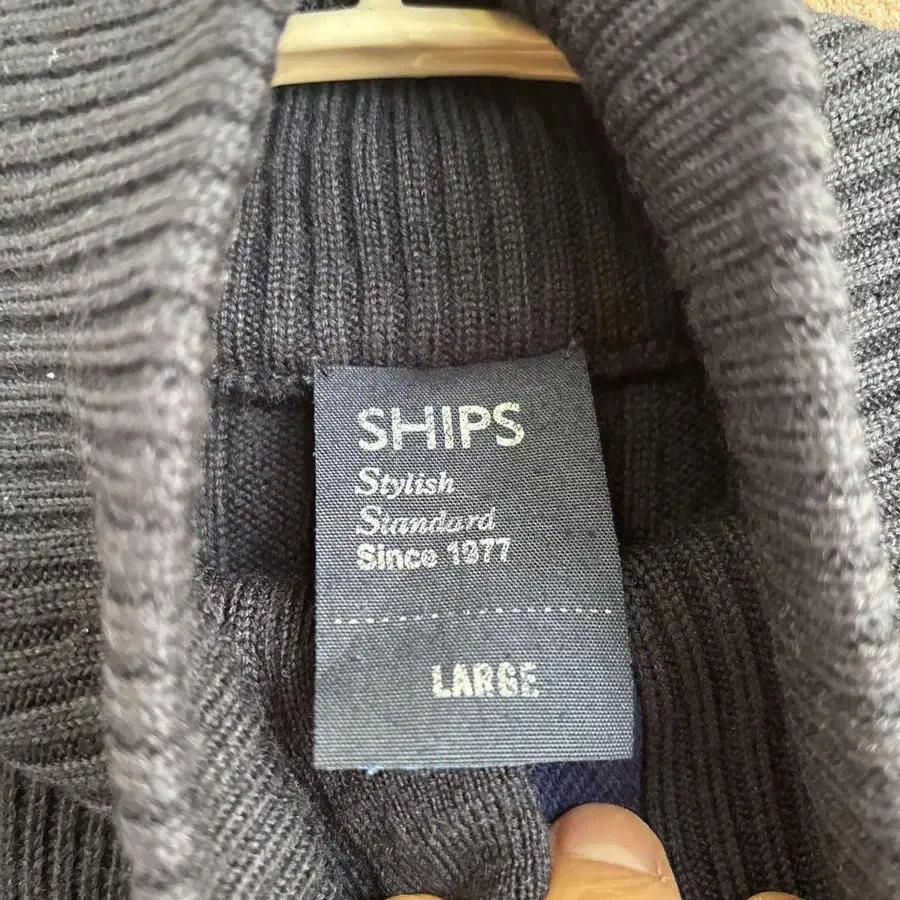 SHIPS
Stylish
Standard
Since 1977
LARGE